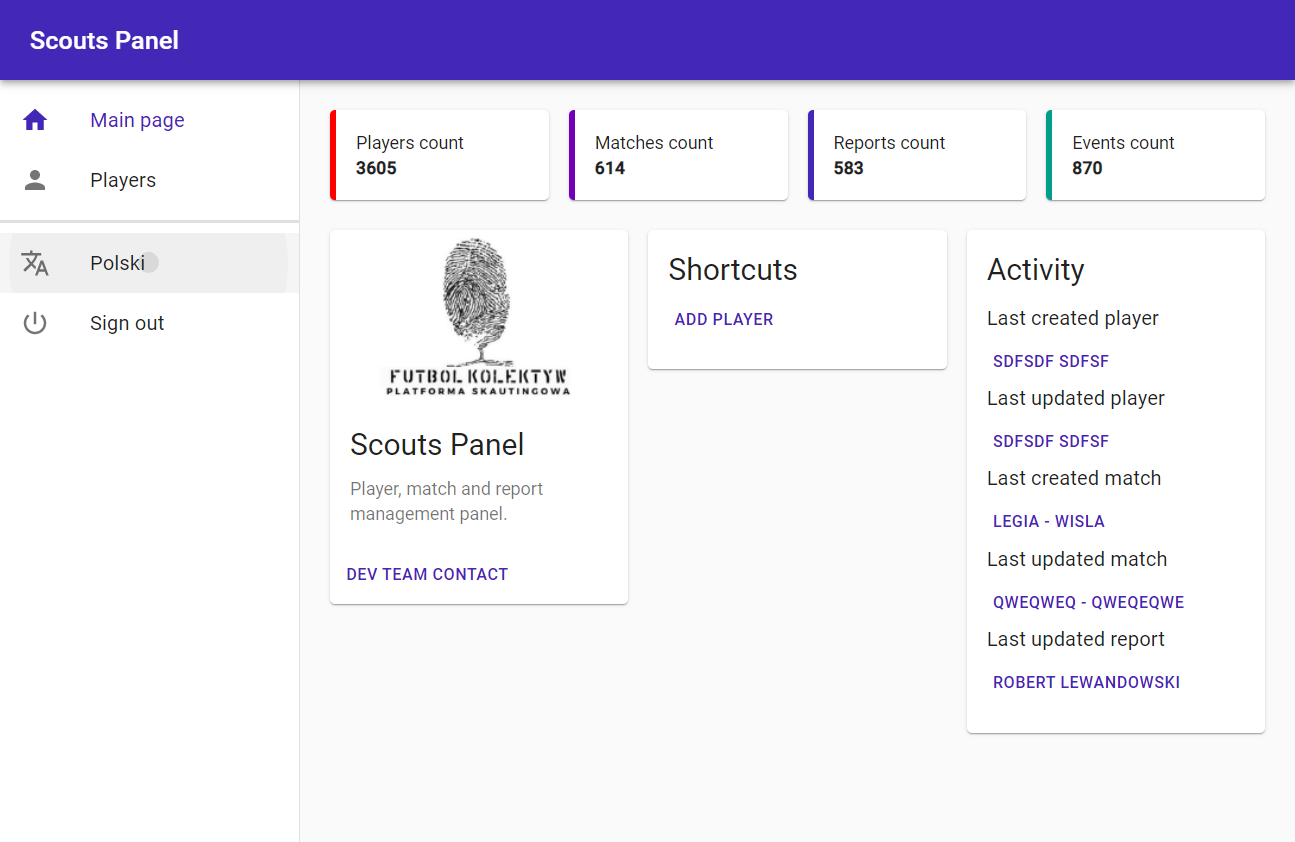 Scouts Panel
Main page
Players
Polski
Sign out
Players count
3605
Matches count
614
Reports count
583
Events count
870
FUTBOL KOLEKTYW
PLATFORMA SKAUTINGOWA
Scouts Panel
Player, match and report
management panel.
DEV TEAM CONTACT
Shortcuts
ADD PLAYER
Activity
Last created player
SDFSDF SDFSF
Last updated player
SDFSDF SDFSF
Last created match
LEGIA - WISLA
Last updated match
QWEQWEQ - QWEQEQWE
Last updated report
ROBERT LEWANDOWSKI